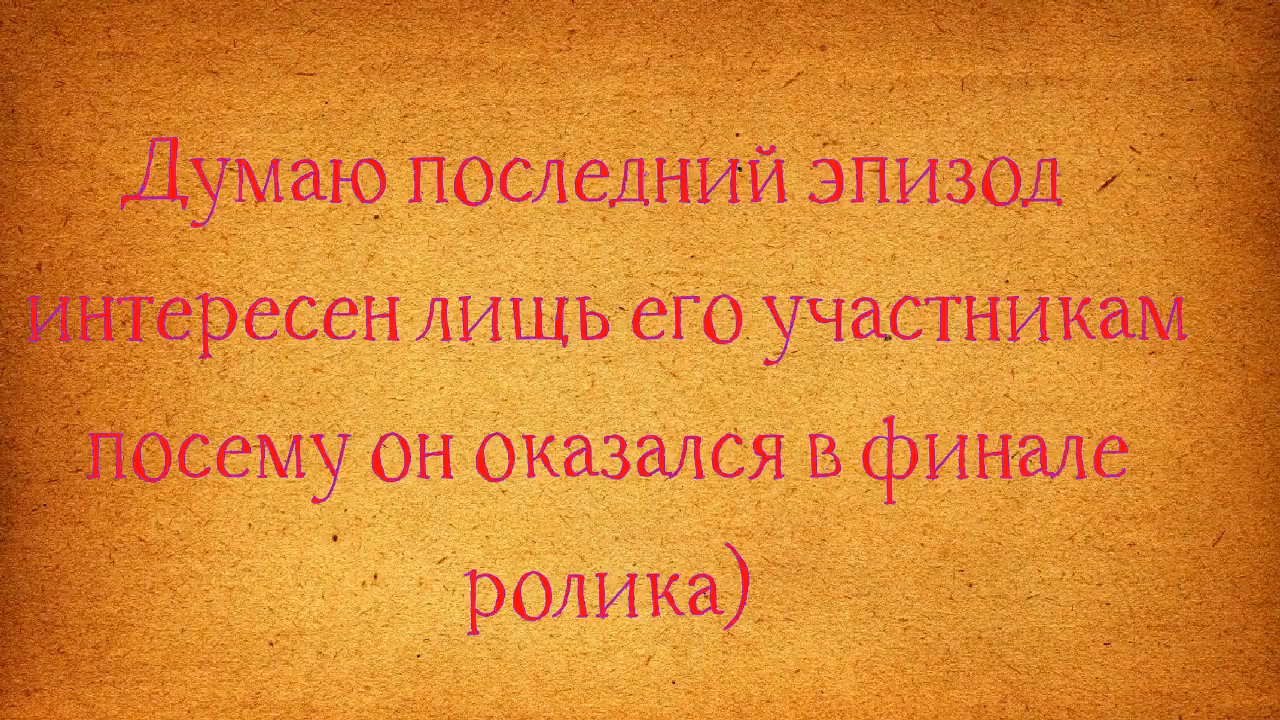 Думаю последний эпизод
интересен лищь его участникам
посему он оказался в финале
ролика)